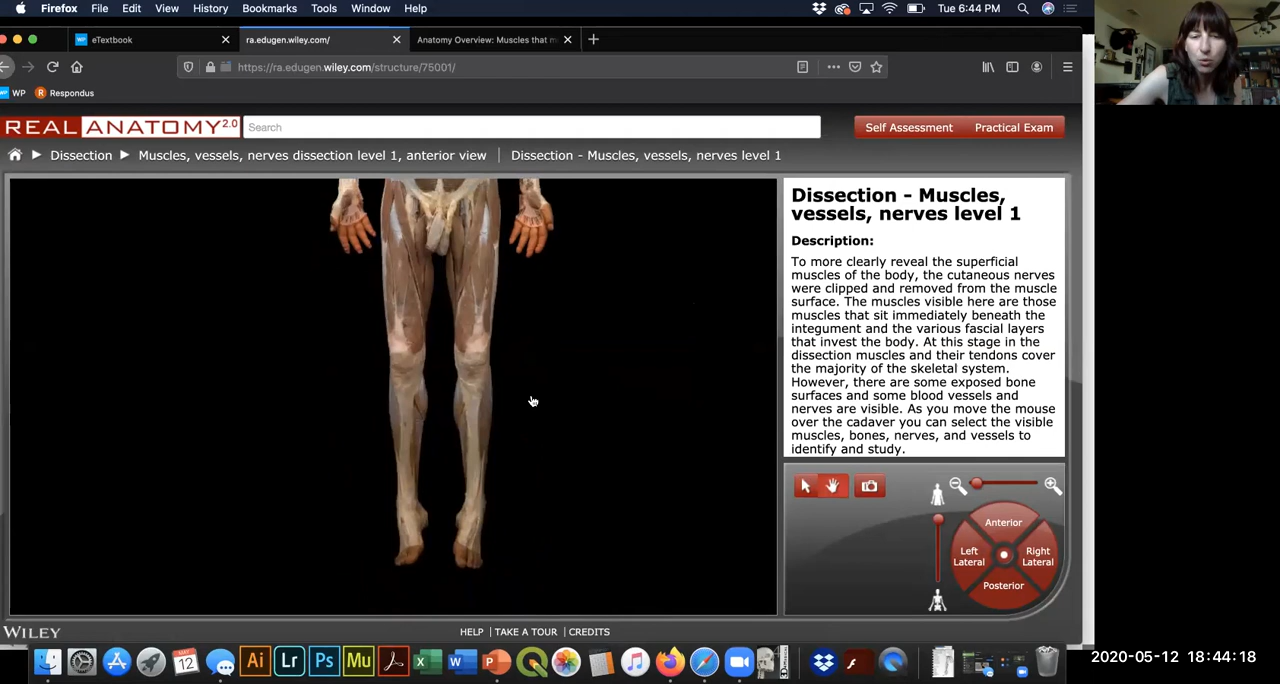 Firefox File Edit View History Bookmarks Tools Window Help Tue 6:44 PM
WP eTextbook ra.edugen.wiley.com/ Anatomy Overview: Muscles that m
https://ra.edugen.wiley.com/structure/75001/
WP Respondus
REAL ANATOMY 2.0 Search Self Assessment Practical Exam
Dissection Muscles, vessels, nerves dissection level 1, anterior view Dissection - Muscles, vessels, nerves level 1
Dissection - Muscles,
vessels, nerves level 1
Description:
To more clearly reveal the superficial
muscles of the body, the cutaneous nerves
were clipped and removed from the muscle
surface. The muscles visible here are those
muscles that sit immediately beneath the
integument and the various fascial layers
that invest the body. At this stage in the
dissection muscles and their tendons cover
the majority of the skeletal system.
However, there are some exposed bone
surfaces and some blood vessels and
nerves are visible. As you move the mouse
over the cadaver you can select the visible
muscles, bones, nerves, and vessels to
identify and study.
Anterior
Left
Lateral
Right
Lateral
Posterior
WILEY
HELP | TAKE A TOUR | CREDITS
MAY
12
Ai Lr Ps Mu X W P
2020-05-12 18:44:18